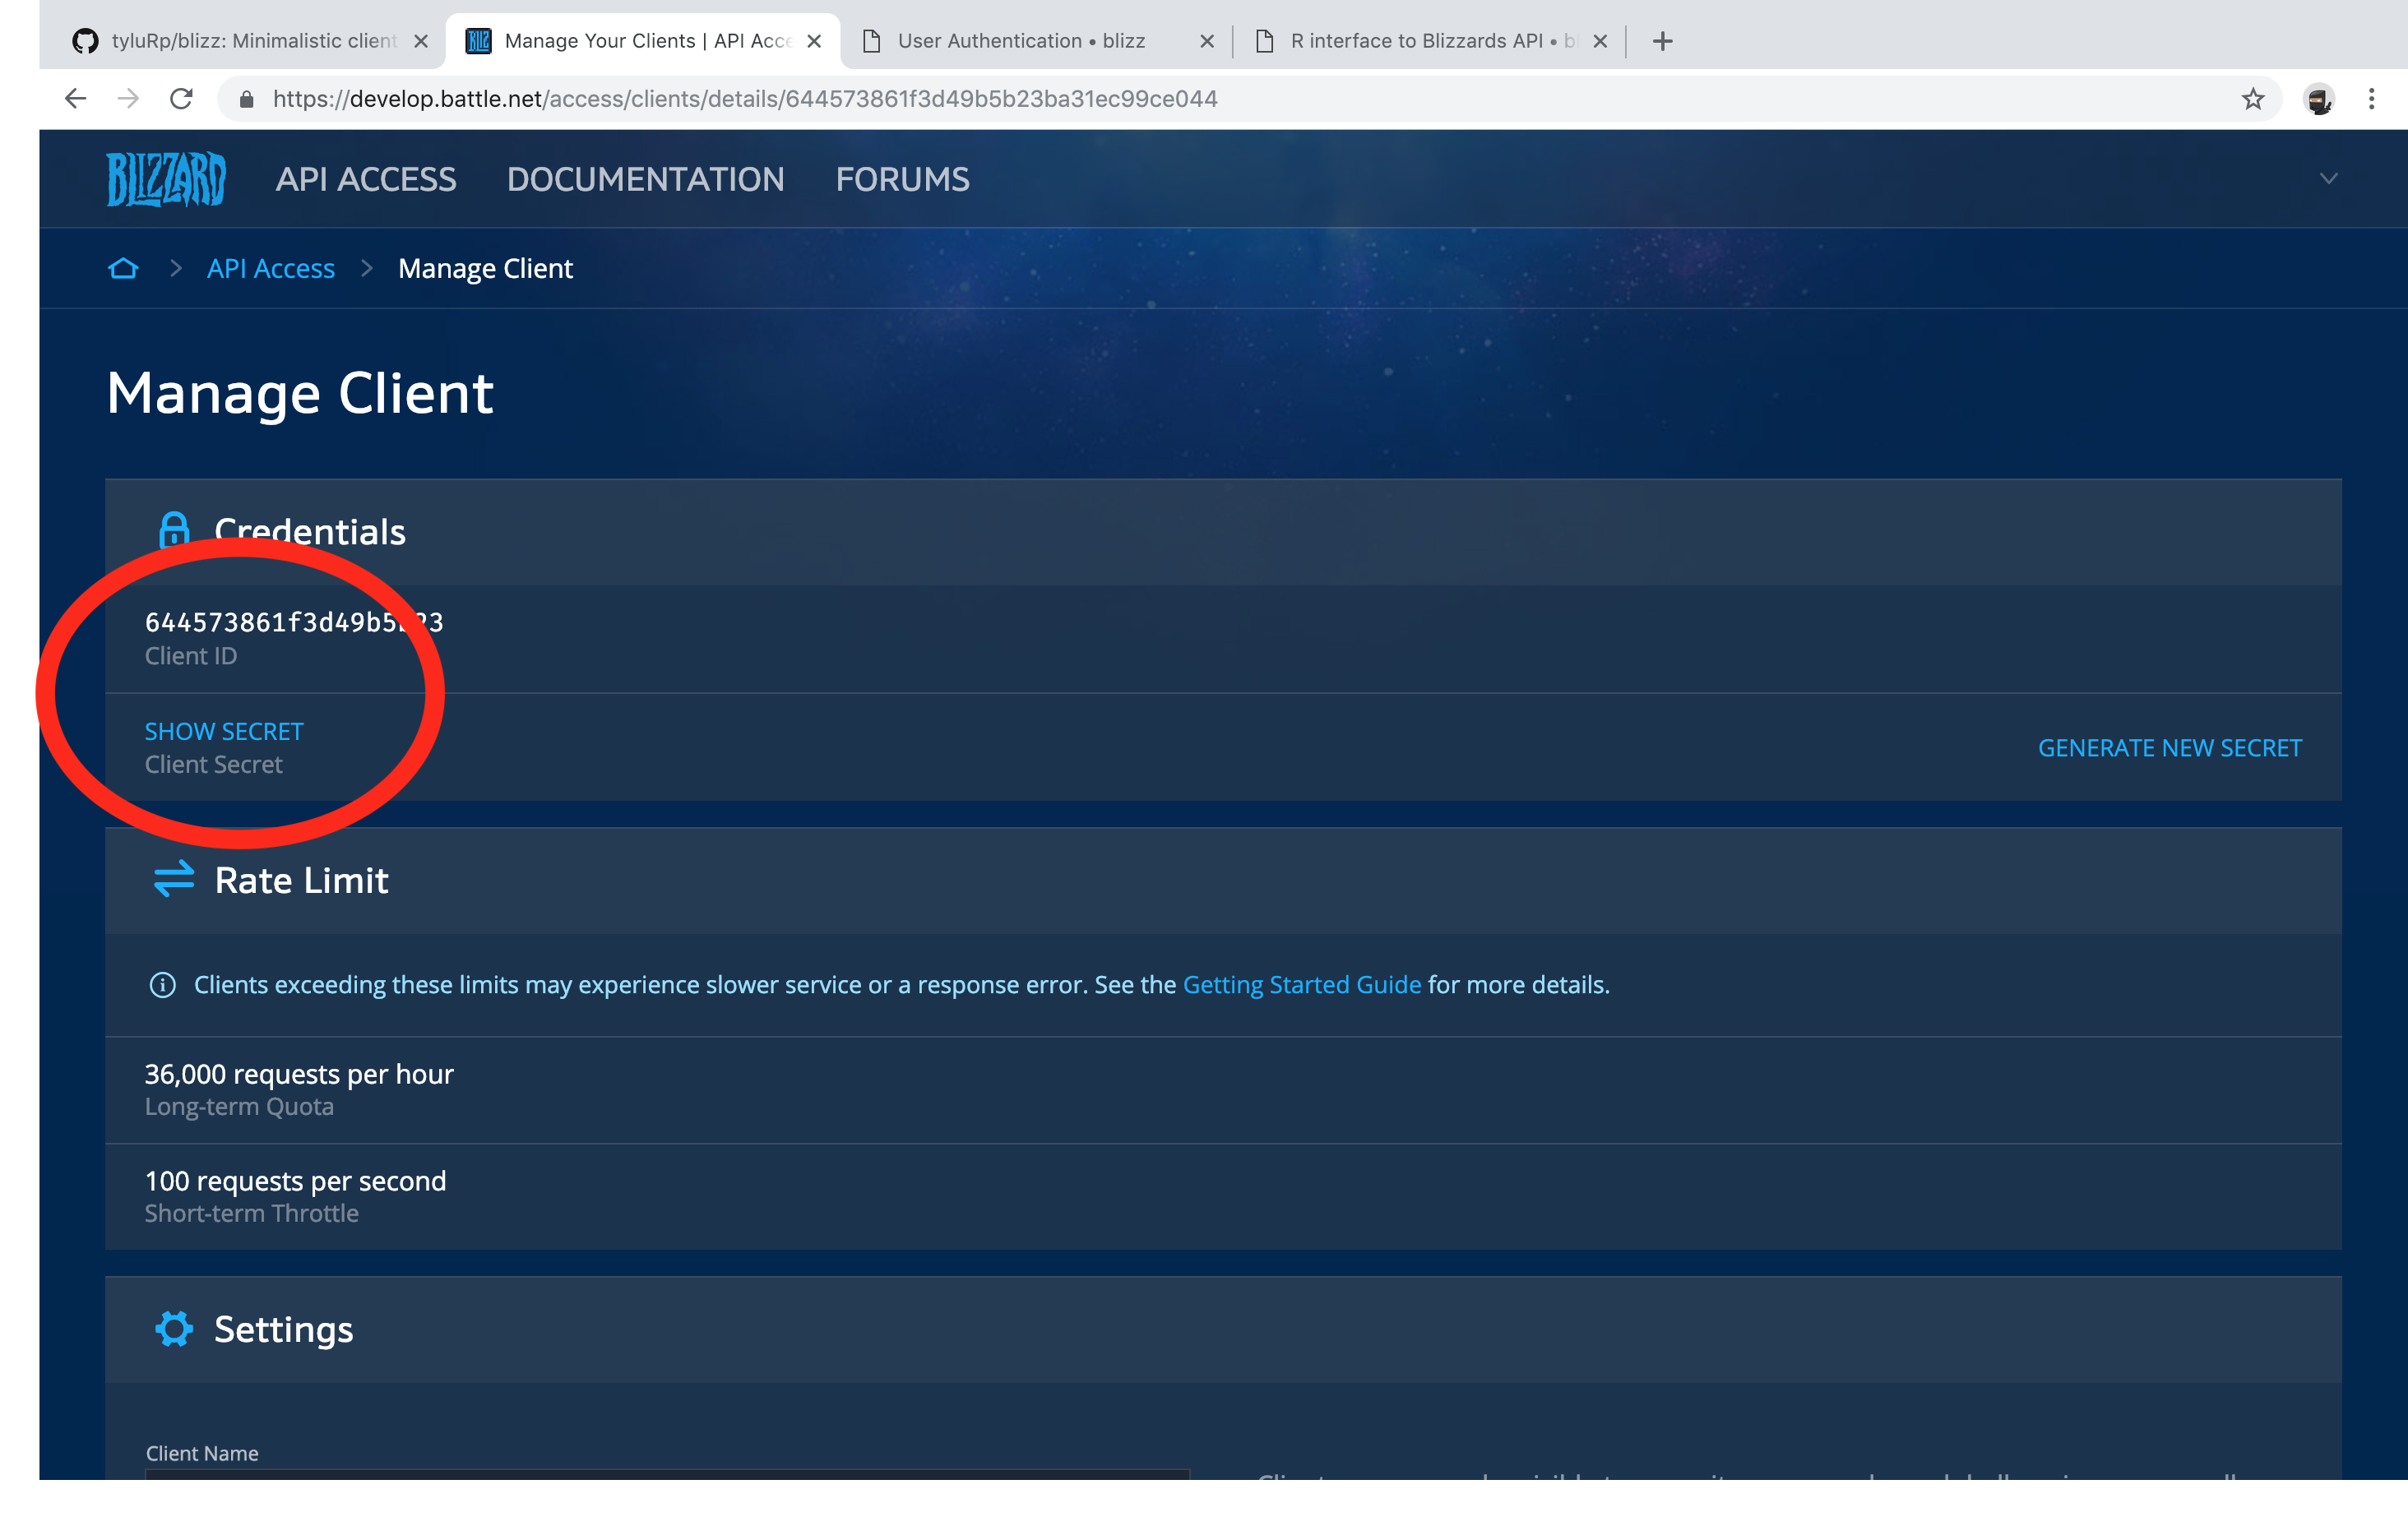 tyluRp/blizz: Minimalistic client
Manage Your Clients | API Acce
User Authentication • blizz
R interface to Blizzards API • b
https://develop.battle.net/access/clients/details/644573861f3d49b5b23ba31ec99ce044
BLIZZARD
API ACCESS
DOCUMENTATION
FORUMS
API Access
Manage Client
Manage Client
Credentials
644573861f3d49b5b23
Client ID
SHOW SECRET
Client Secret
GENERATE NEW SECRET
Rate Limit
Clients exceeding these limits may experience slower service or a response error. See the Getting Started Guide for more details.
36,000 requests per hour
Long-term Quota
100 requests per second
Short-term Throttle
Settings
Client Name